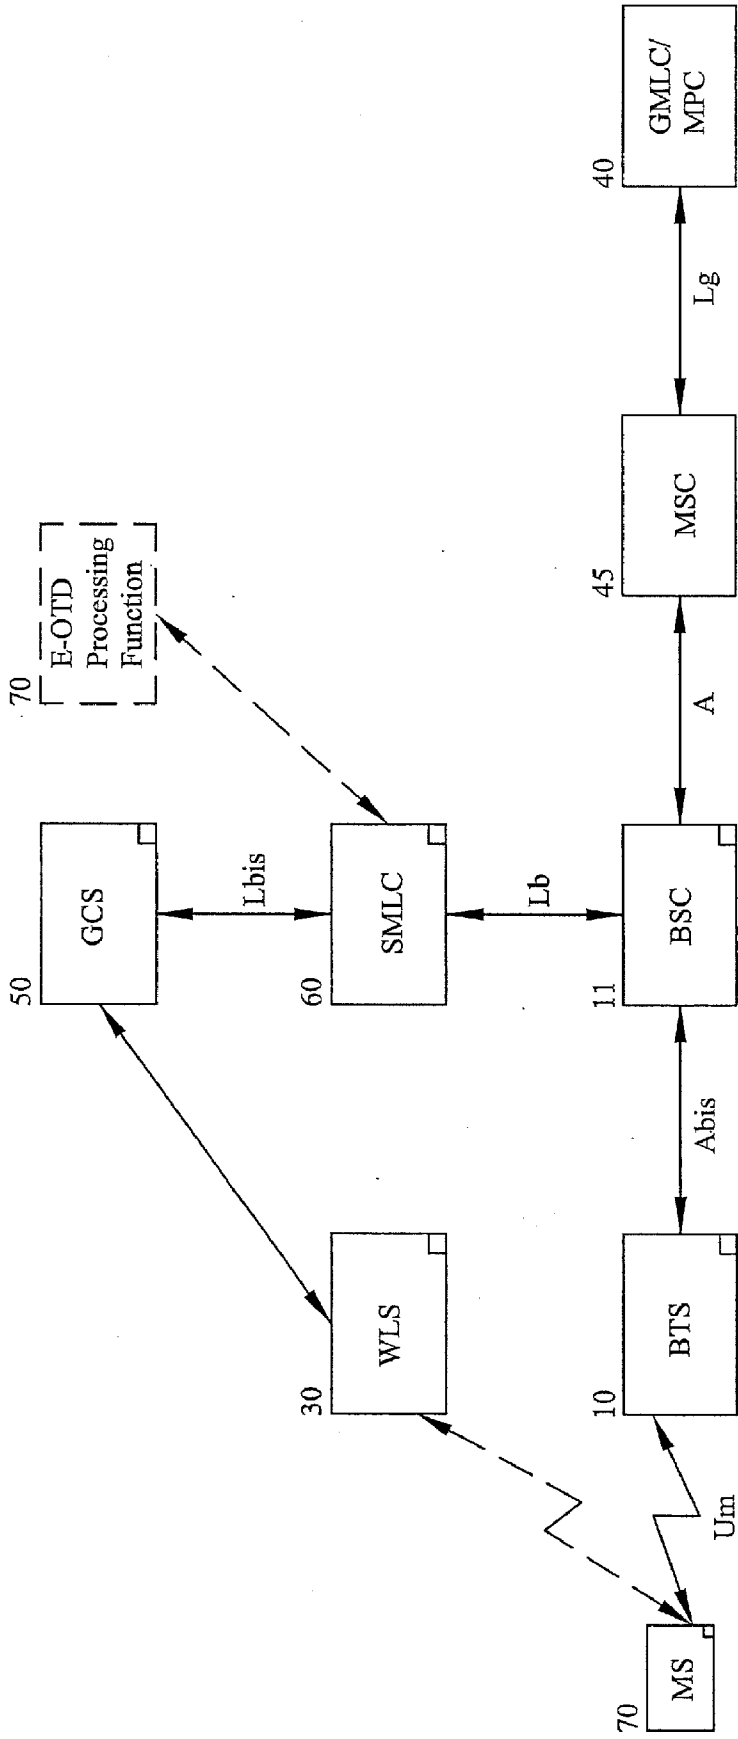 70
E-OTD
Processing
Function
50
GCS
Lbis
30
WLS
60
SMLC
Lb
70
MS
Um
10
BTS
Abis
11
BSC
A
45
MSC
Lg
40
GMLC/
MPC